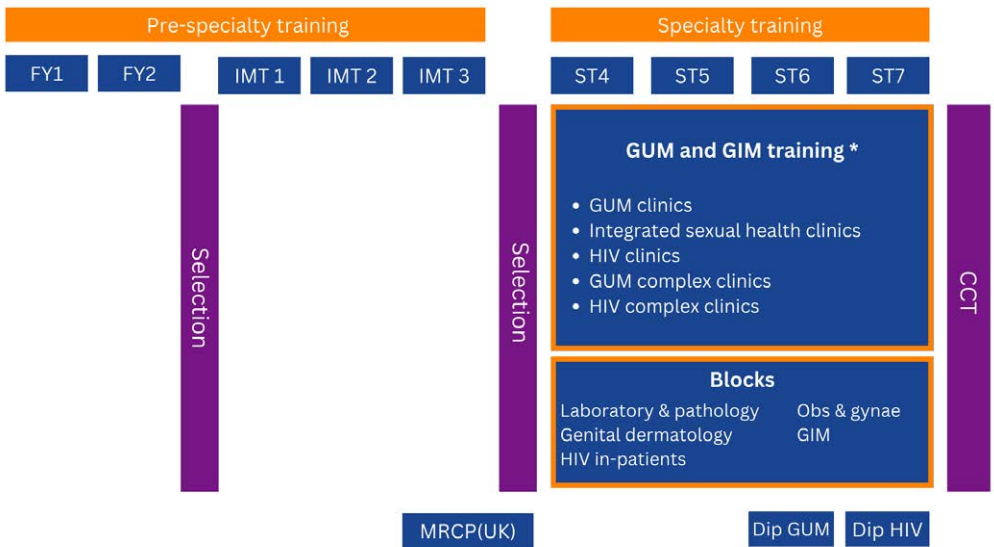 Pre-specialty training
Specialty training
FY1
FY2
IMT 1
IMT 2
IMT 3
ST4
ST5
ST6
ST7
Selection
Selection
GUM and GIM training *
• GUM clinics
• Integrated sexual health clinics
• HIV clinics
• GUM complex clinics
• HIV complex clinics
Blocks
Laboratory & pathology
Genital dermatology
HIV in-patients
Obs & gynae
GIM
CCT
MRCP(UK)
Dip GUM
Dip HIV